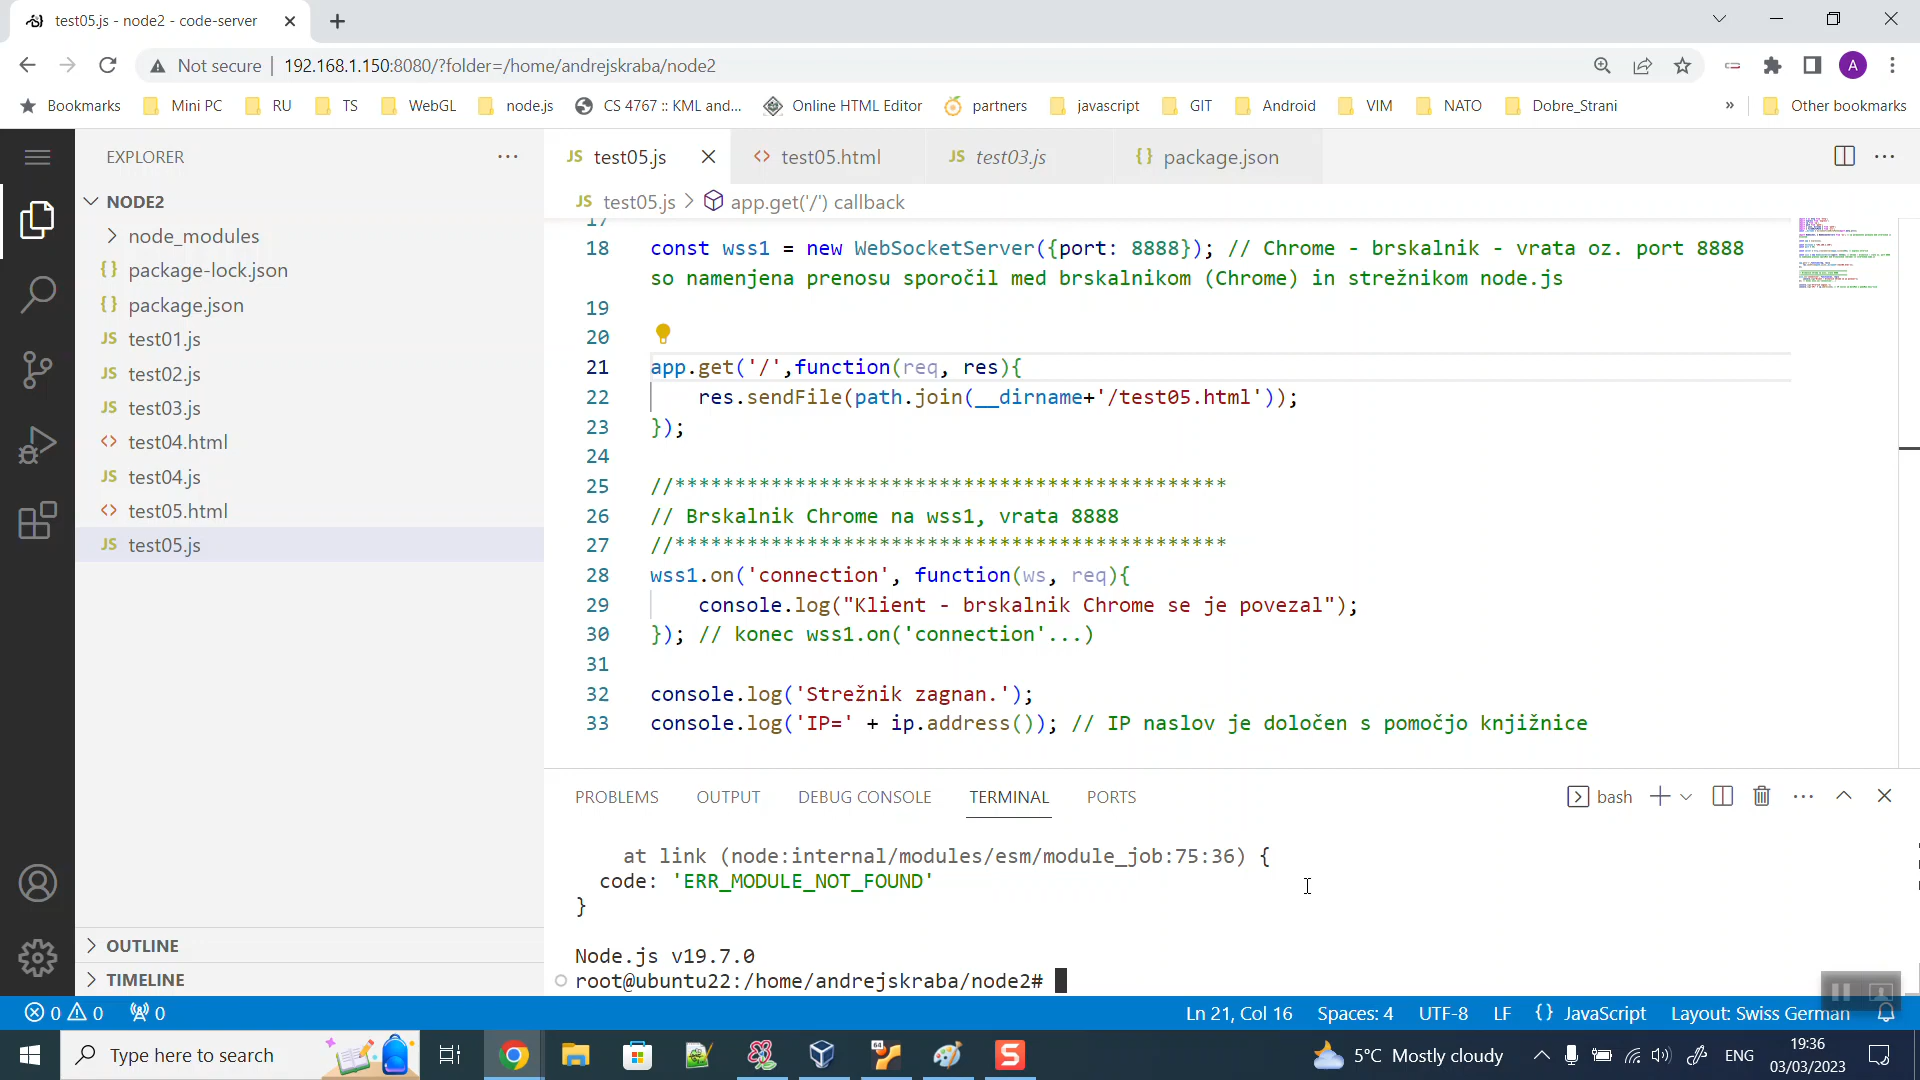 test05.js - node2 - code-server
Not secure | 192.168.1.150:8080/?folder=/home/andrejskraba/node2
A
Bookmarks Mini PC RU TS WebGL node.js CS 4767 :: KML and... Online HTML Editor partners javascript GIT Android VIM NATO Dobre_Strani » Other bookmarks
EXPLORER
JS test05.js <> test05.html JS test03.js {} package.json
JS test05.js > app.get('/') callback
NODE2
node_modules
{} package-lock.json
{} package.json
JS test01.js
JS test02.js
JS test03.js
<> test04.html
JS test04.js
<> test05.html
JS test05.js
OUTLINE
TIMELINE
17
18 const wss1 = new WebSocketServer({port: 8888}); // Chrome - brskalnik - vrata oz. port 8888
so namenjena prenosu sporočil med brskalnikom (Chrome) in strežnikom node.js
19
20
21 app.get('/',function(req, res){
22 res.sendFile(path.join(__dirname+'/test05.html'));
23 });
24
25 //**********************************************
26 // Brskalnik Chrome na wss1, vrata 8888
27 //**********************************************
28 wss1.on('connection', function(ws, req){
29 console.log("Klient - brskalnik Chrome se je povezal");
30 }); // konec wss1.on('connection'...)
31
32 console.log('Strežnik zagnan.');
33 console.log('IP=' + ip.address()); // IP naslov je določen s pomočjo knjižnice
PROBLEMS OUTPUT DEBUG CONSOLE TERMINAL PORTS
bash
at link (node:internal/modules/esm/module_job:75:36) {
code: 'ERR_MODULE_NOT_FOUND'
}
Node.js v19.7.0
root@ubuntu22:/home/andrejskraba/node2#
0 0 0 Ln 21, Col 16 Spaces: 4 UTF-8 LF {} JavaScript Layout: Swiss German
Type here to search
64
S
5°C Mostly cloudy
ENG
19:36
03/03/2023